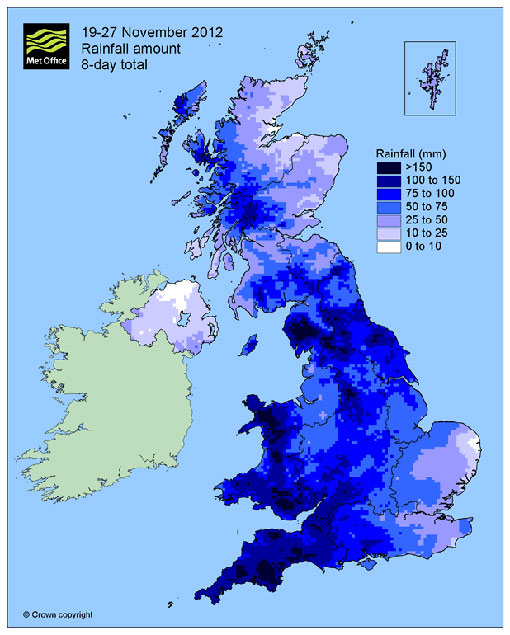 Met Office
19-27 November 2012
Rainfall amount
8-day total
Rainfall (mm)
>150
100 to 150
75 to 100
50 to 75
25 to 50
10 to 25
0 to 10
© Crown copyright